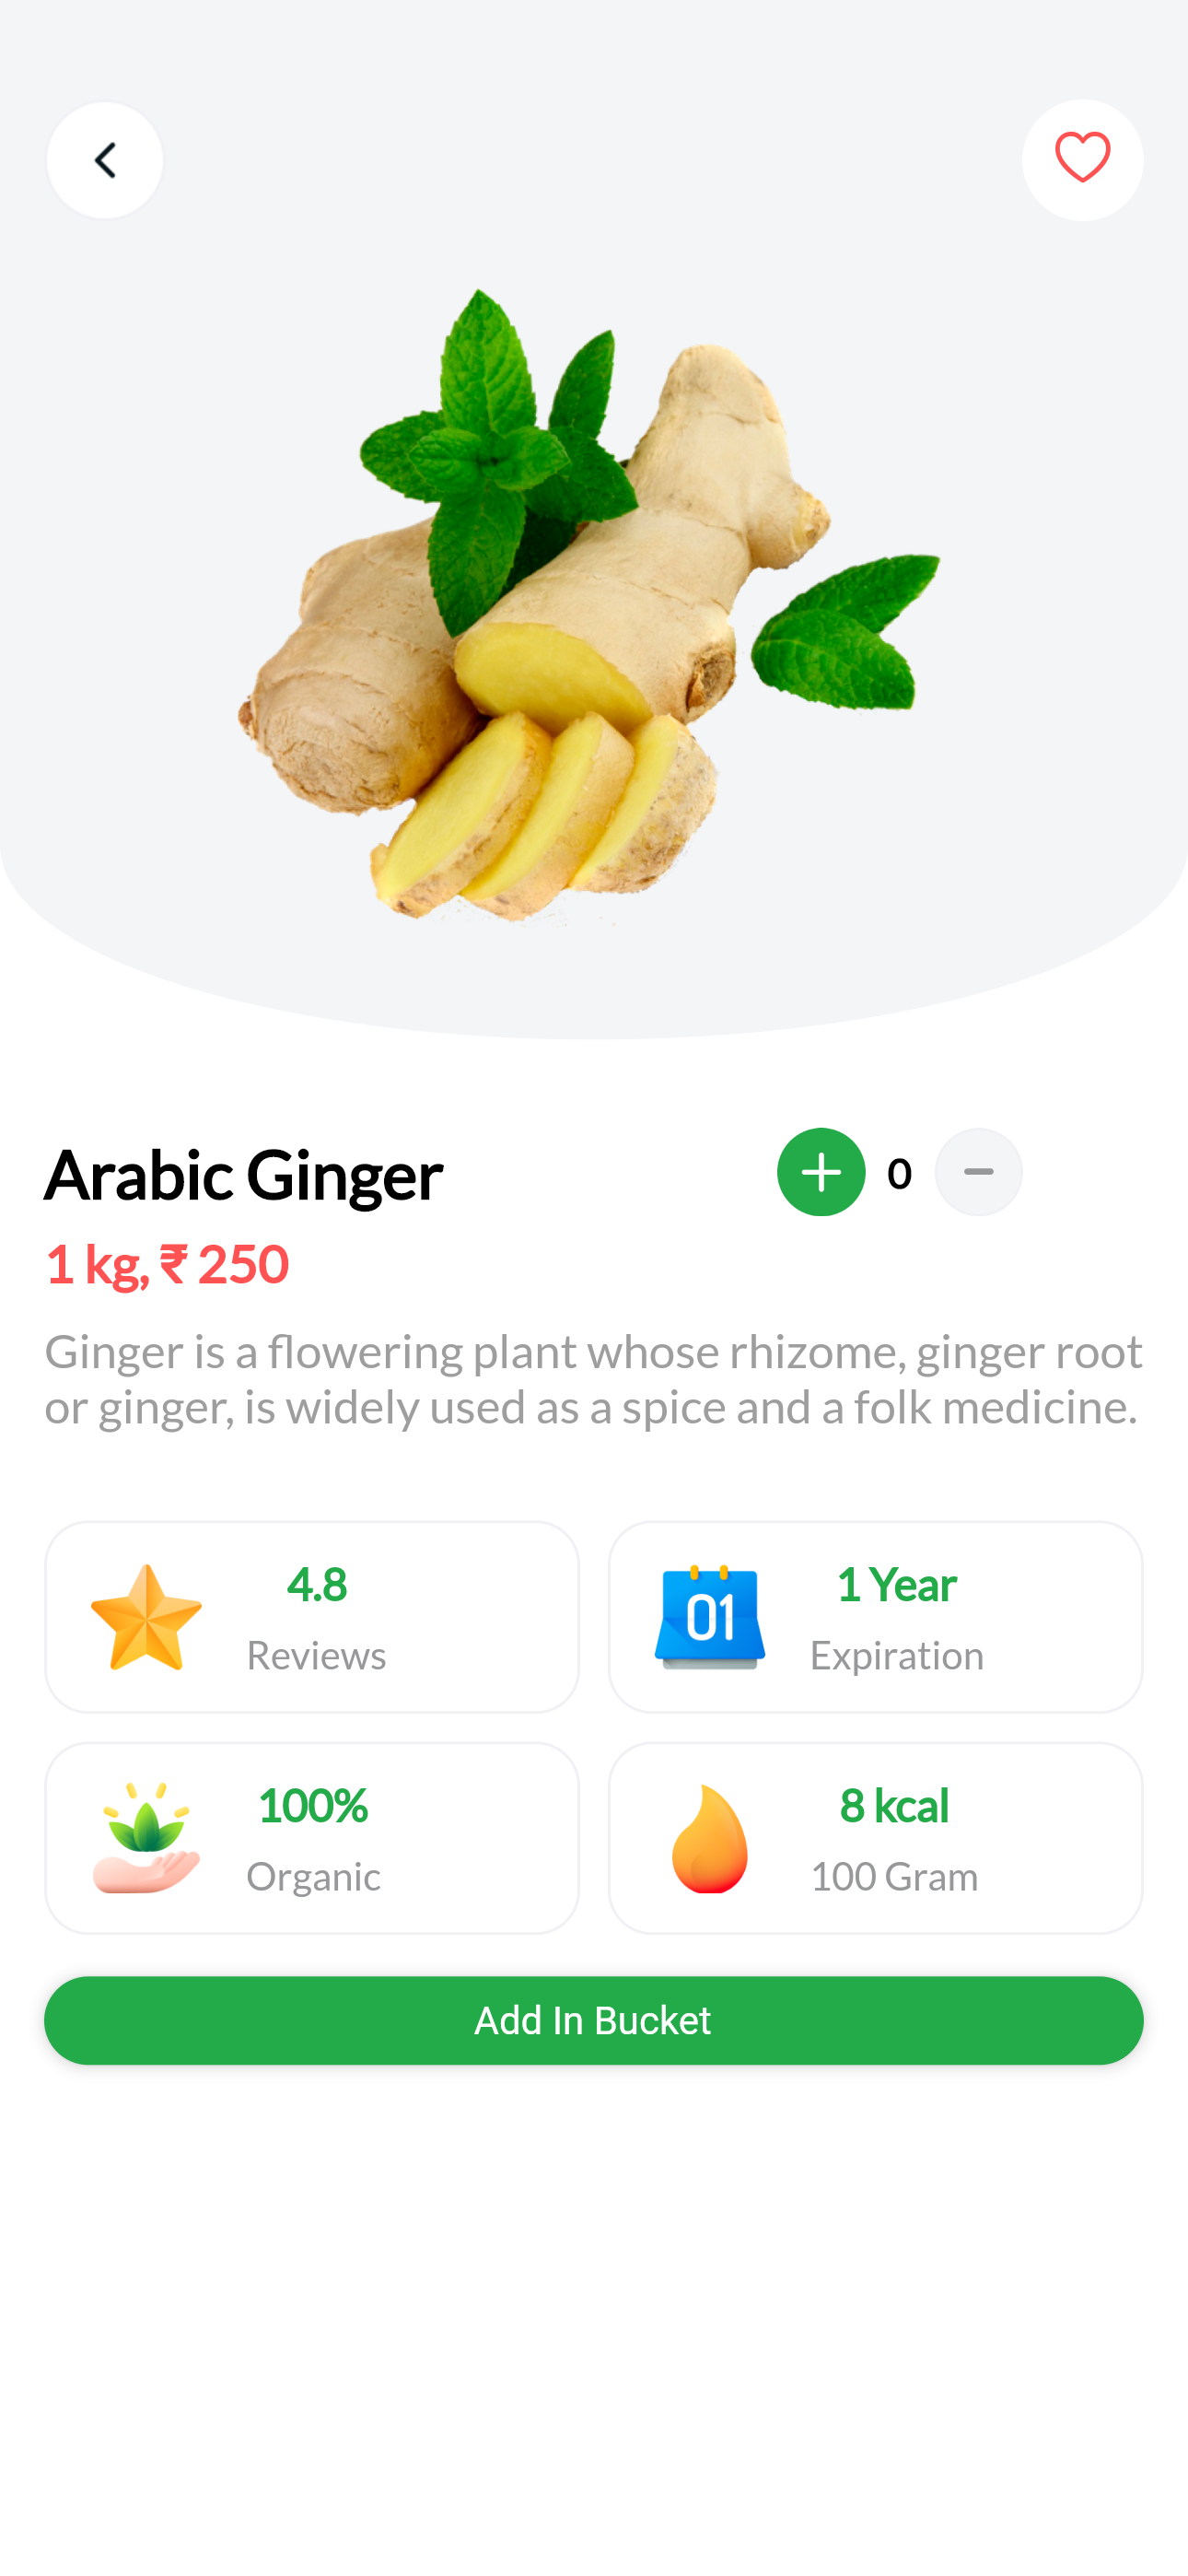 Arabic Ginger
0
1 kg, ₹ 250
Ginger is a flowering plant whose rhizome, ginger root
or ginger, is widely used as a spice and a folk medicine.
4.8
Reviews
01
1 Year
Expiration
100%
Organic
8 kcal
100 Gram
Add In Bucket